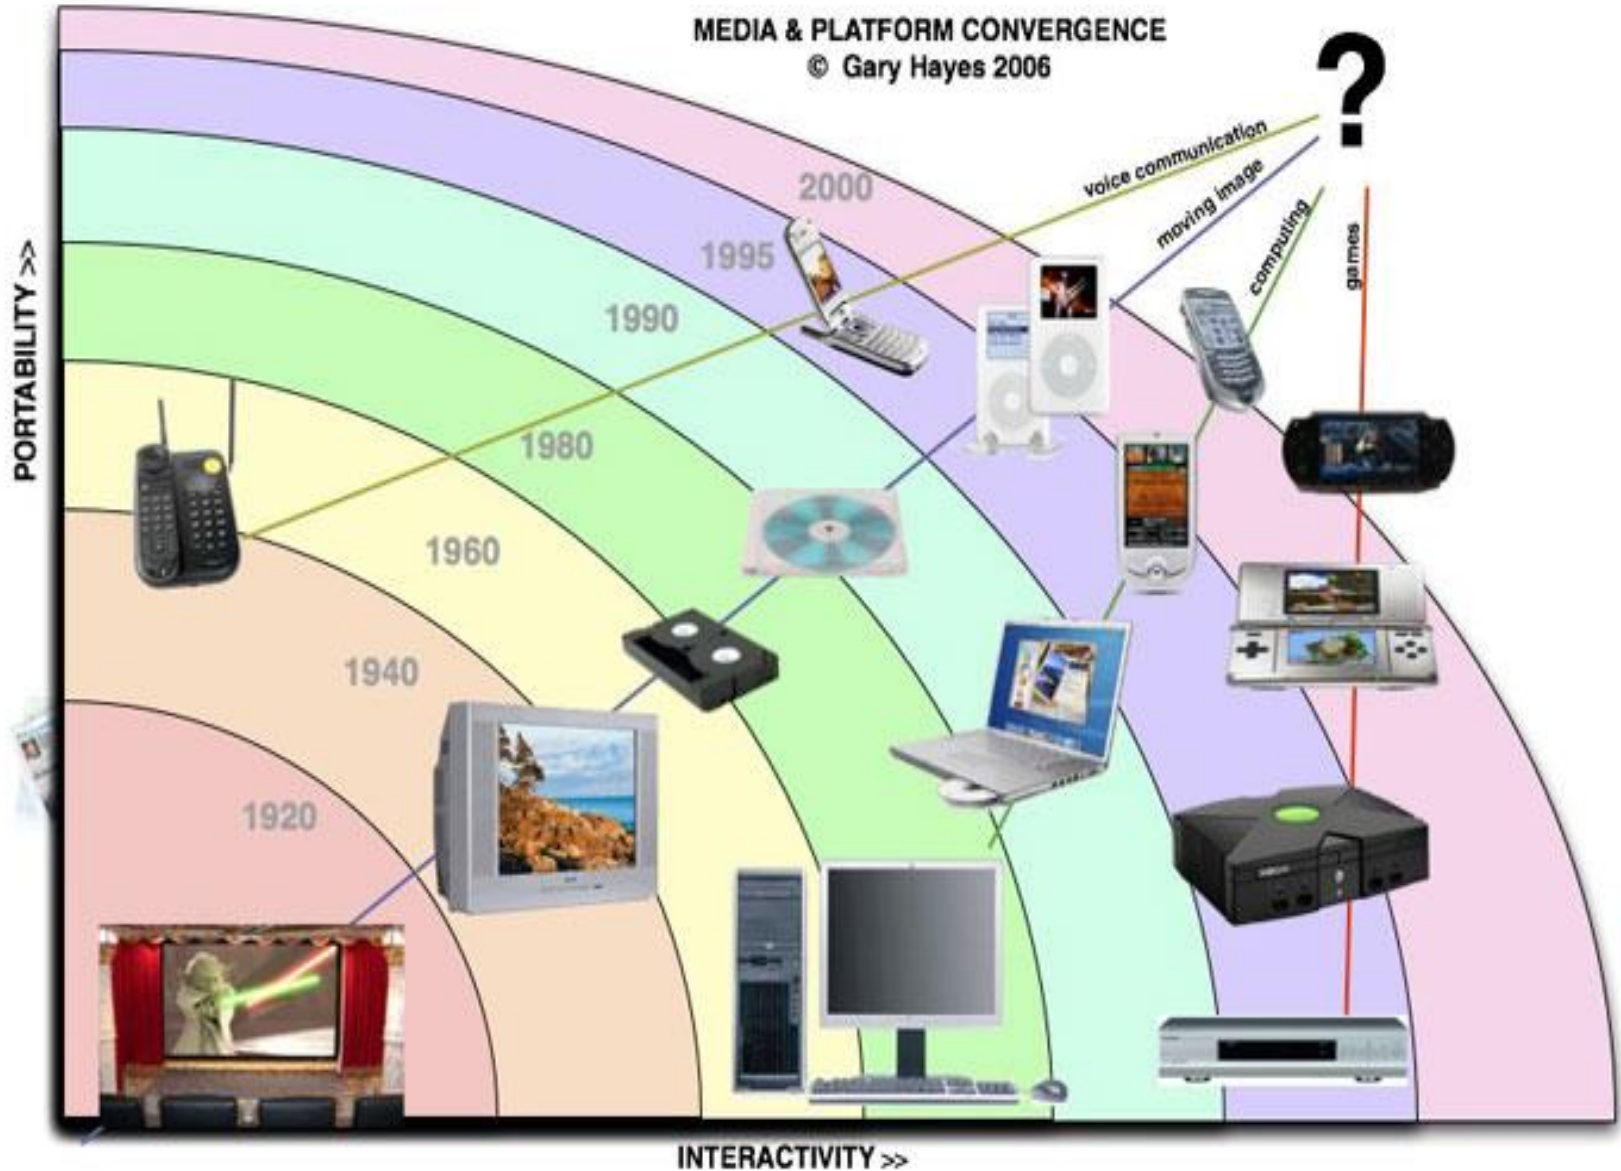 MEDIA & PLATFORM CONVERGENCE
© Gary Hayes 2006
?
voice communication
moving image
computing
games
2000
1995
1990
1980
1960
1940
1920
PORTABILITY >>
INTERACTIVITY >>